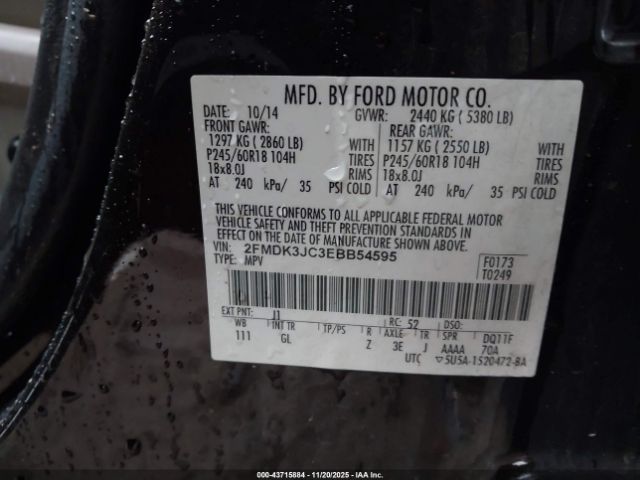 MFD. BY FORD MOTOR CO.
DATE: 10/14 GVWR: 2440 KG ( 5380 LB)
FRONT GAWR: REAR GAWR:
1297 KG ( 2860 LB) WITH 1157 KG ( 2550 LB) WITH
P245/60R18 104H TIRES P245/60R18 104H TIRES
18x8.0J RIMS 18x8.0J RIMS
AT 240 kPa/ 35 PSI COLD AT 240 kPa/ 35 PSI COLD
THIS VEHICLE CONFORMS TO ALL APPLICABLE FEDERAL MOTOR
VEHICLE SAFETY AND THEFT PREVENTION STANDARDS IN
EFFECT ON THE DATE OF MANUFACTURE SHOWN ABOVE.
VIN: 2FMDK3JC3EBB54595 F0173
TYPE: MPV T0249
EXT PNT: J1 RC: 52 DSO:
WB INT TR TP/PS R AXLE TR SPR DQ11F
111 GL Z 3E J AAAA 70A
UTC ▽5U5A-1520472-BA
000-43715884 - 11/20/2025 - IAA Inc.